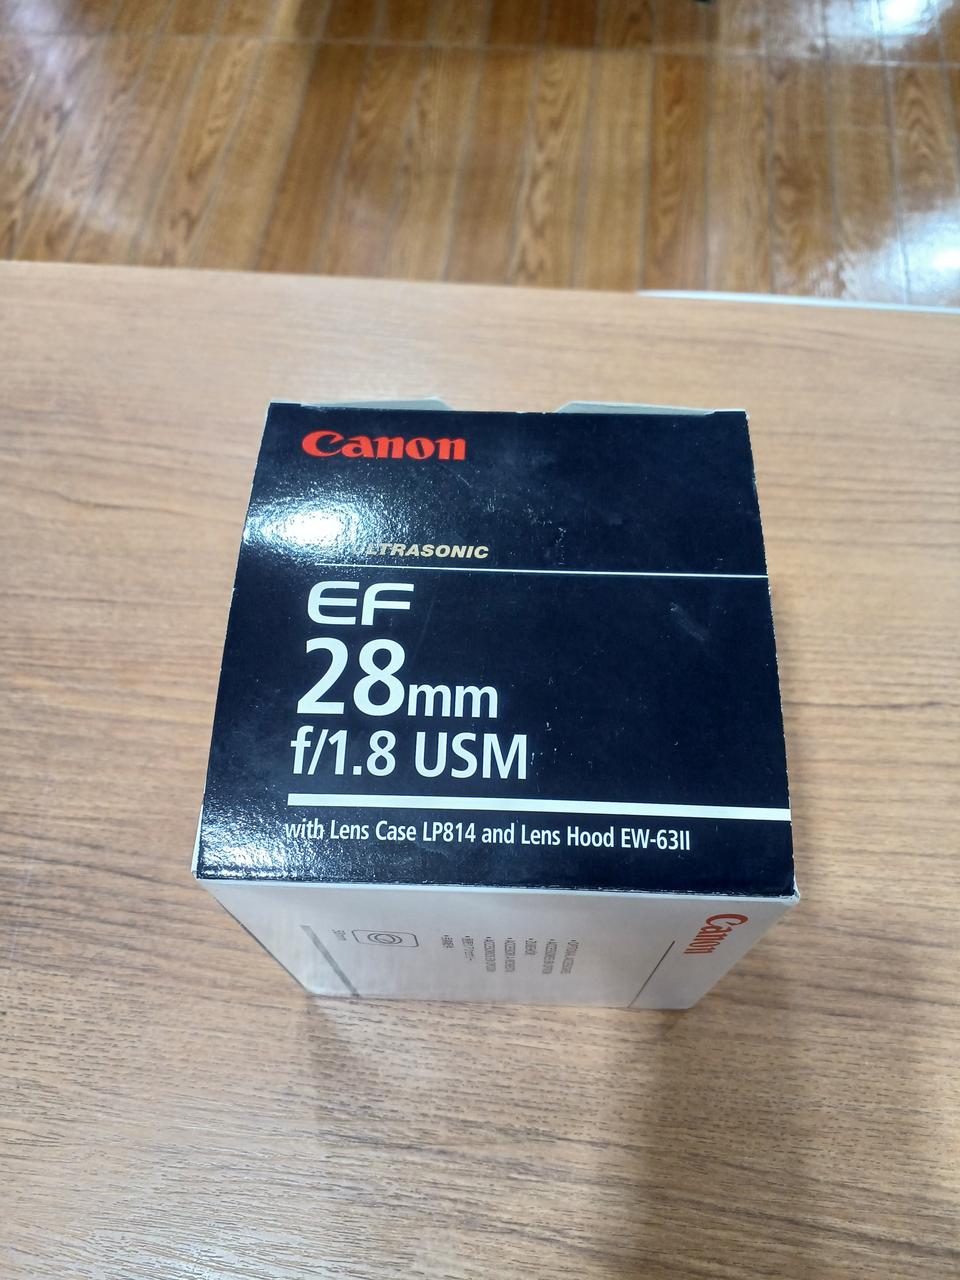 Canon
ULTRASONIC
EF
28mm
f/1.8 USM
with Lens Case LP814 and Lens Hood EW-63II
Canon